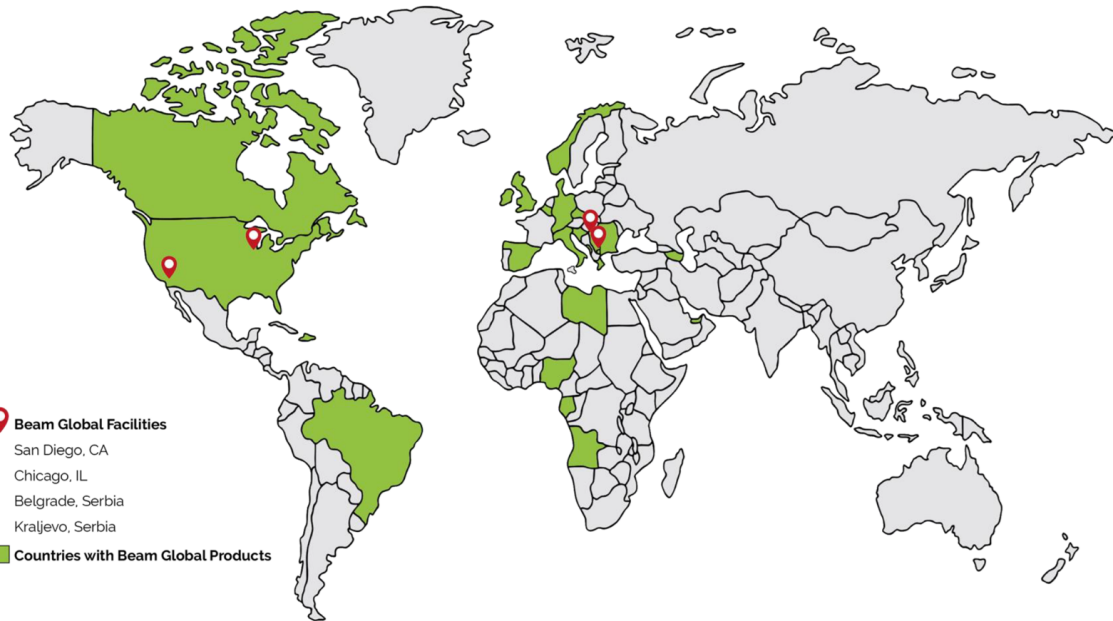 Beam Global Facilities
San Diego, CA
Chicago, IL
Belgrade, Serbia
Kraljevo, Serbia
Countries with Beam Global Products